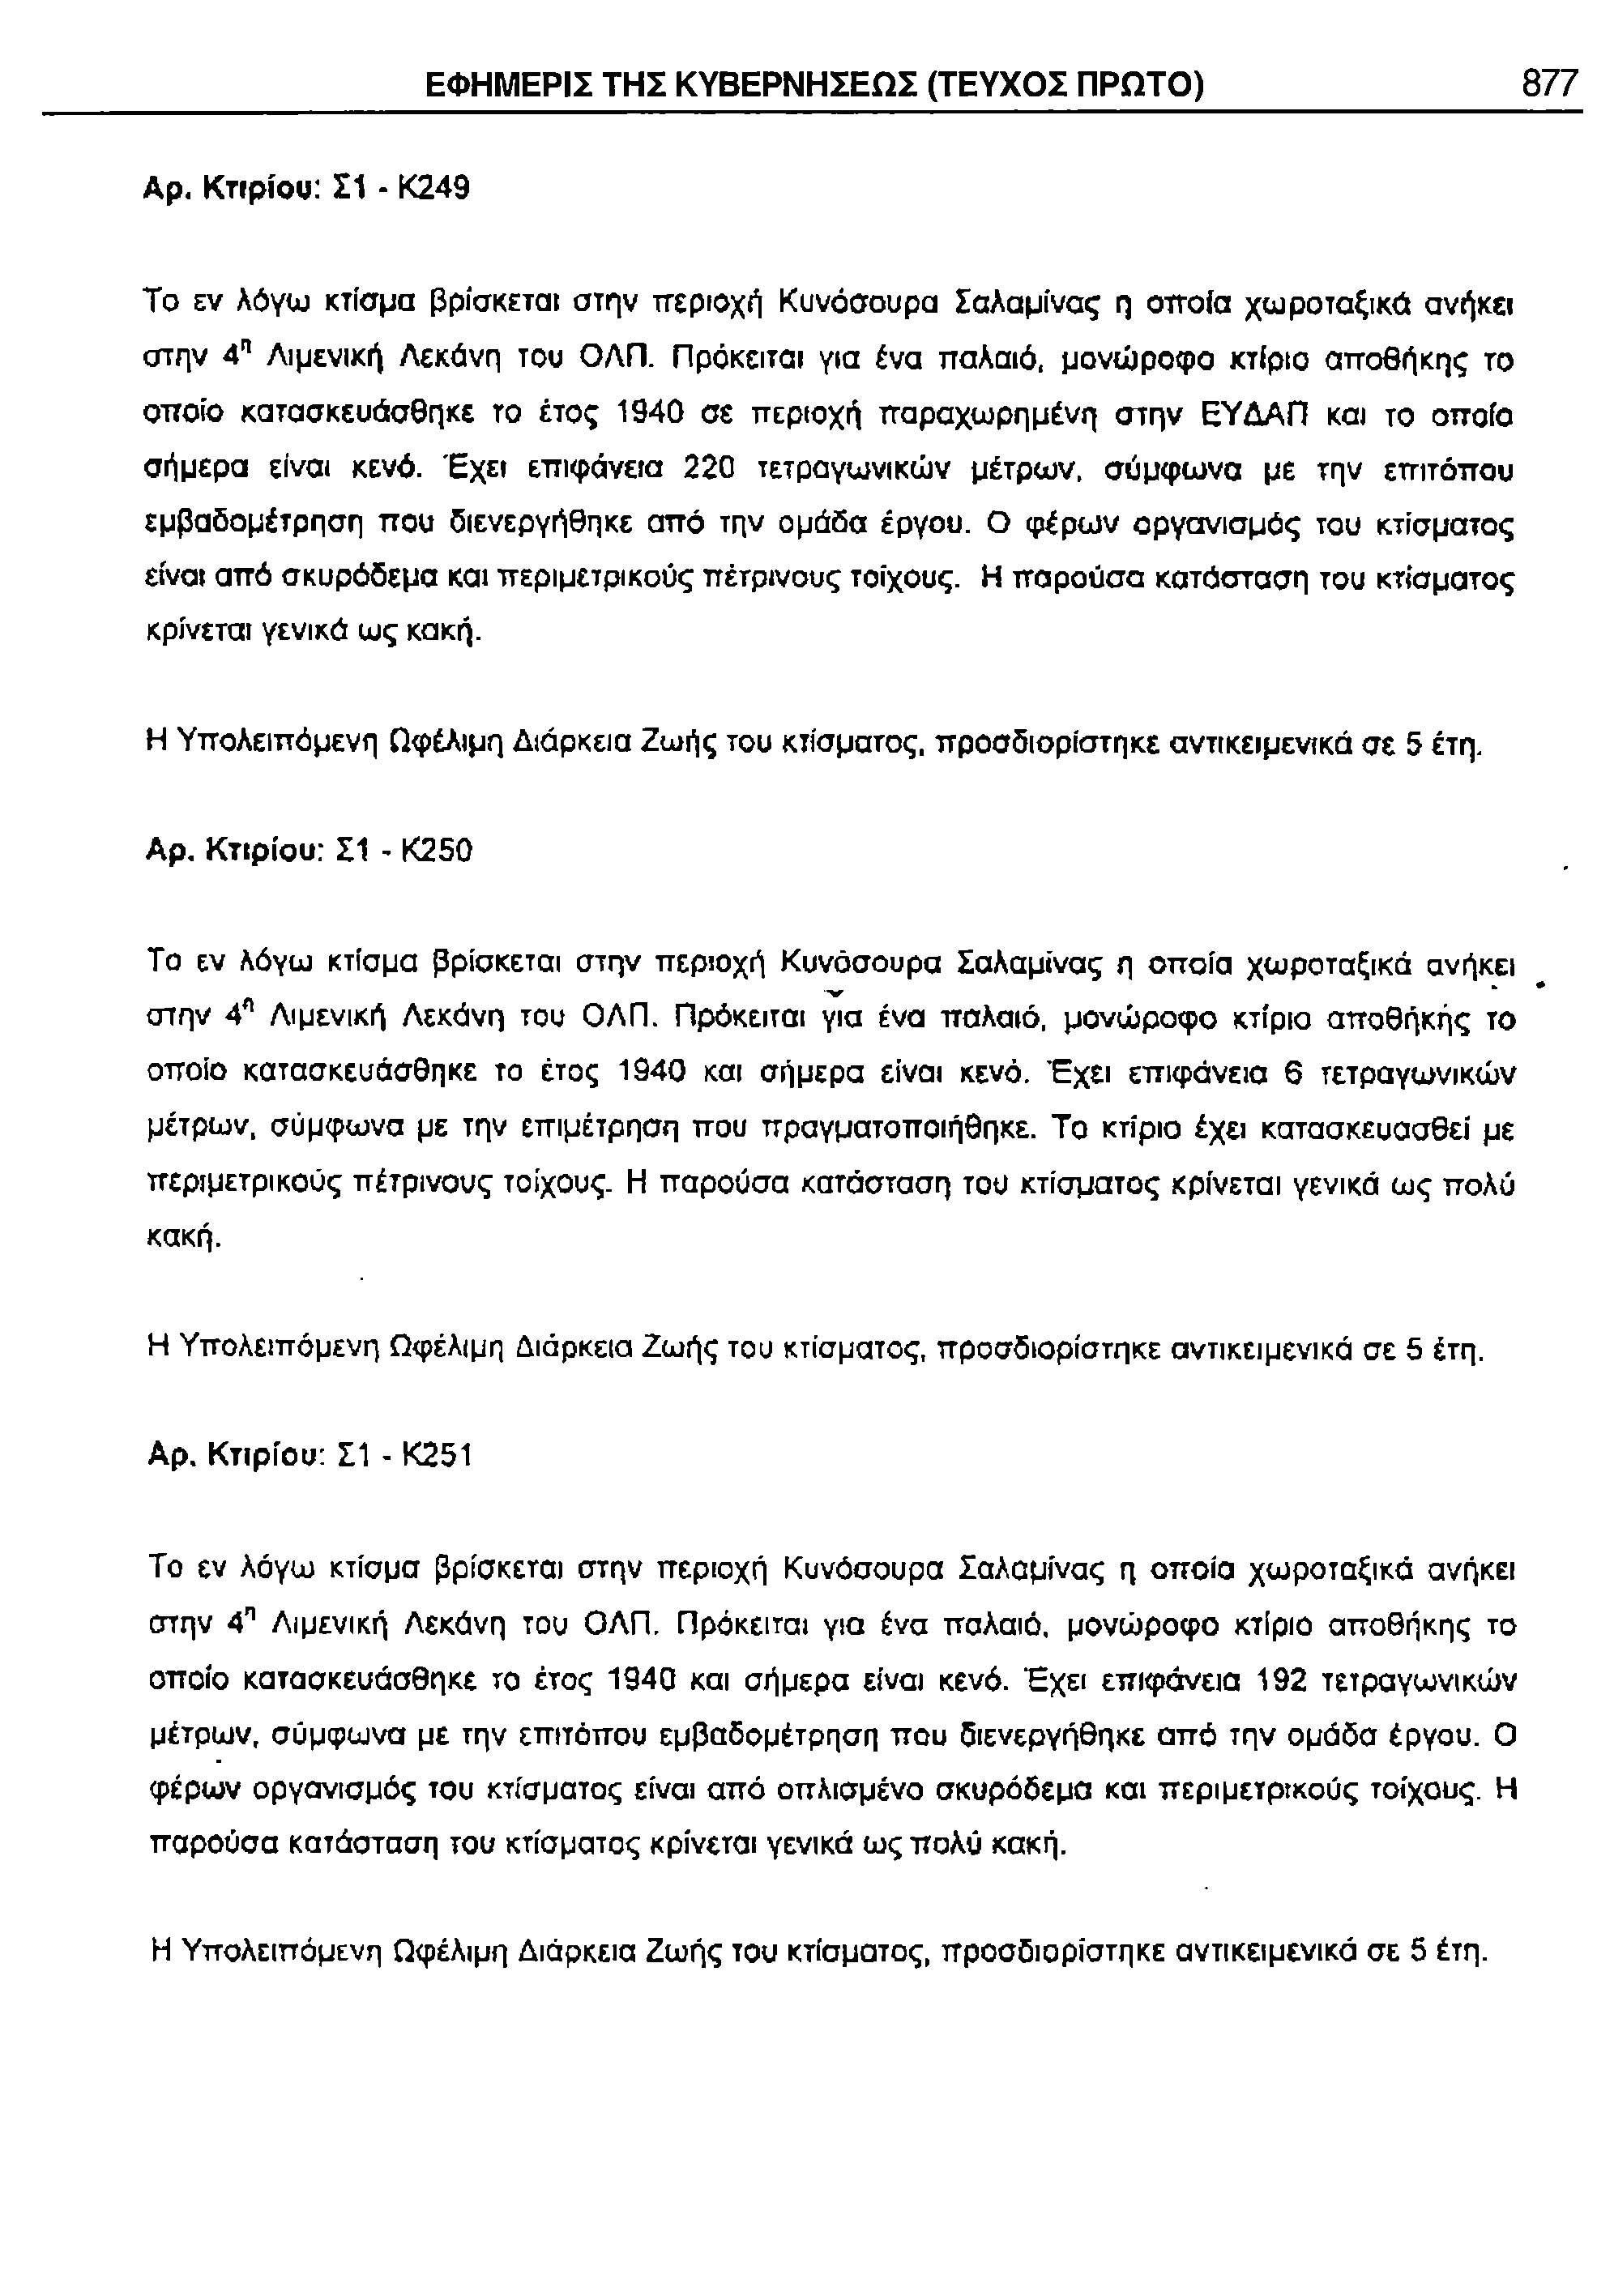 ΕΦΗΜΕΡΙΣ ΤΗΣ ΚΥΒΕΡΝΗΣΕΩΣ (ΤΕΥΧΟΣ ΠΡΩΤΟ) 877
Αρ. Κτιρίου: Σ1 - Κ249
Το εν λόγω κτίσμα βρίσκεται στην περιοχή Κυνόσουρα Σαλαμίνας η οποία χωροταξικά ανήκει
στην 4η Λιμενική Λεκάνη του ΟΛΠ. Πρόκειται για ένα παλαιό, μονώροφο κτίριο αποθήκης το
οποίο κατασκευάσθηκε το έτος 1940 σε περιοχή παραχωρημένη στην ΕΥΔΑΠ και το οποίο
σήμερα είναι κενό. Έχει επιφάνεια 220 τετραγωνικών μέτρων, σύμφωνα με την επιτόπου
εμβαδομέτρηση που διενεργήθηκε από την ομάδα έργου. Ο φέρων οργανισμός του κτίσματος
είναι από σκυρόδεμα και περιμετρικούς πέτρινους τοίχους. Η παρούσα κατάσταση του κτίσματος
κρίνεται γενικά ως κακή.
Η Υπολειπόμενη Ωφέλιμη Διάρκεια Ζωής του κτίσματος, προσδιορίστηκε αντικειμενικά σε 5 έτη.
Αρ. Κτιρίου: Σ1 - Κ250
Το εν λόγω κτίσμα βρίσκεται στην περιοχή Κυνόσουρα Σαλαμίνας η οποία χωροταξικά ανήκει
στην 4η Λιμενική Λεκάνη του ΟΛΠ. Πρόκειται για ένα παλαιό, μονώροφο κτίριο αποθήκής το
οποίο κατασκευάσθηκε το έτος 1940 και σήμερα είναι κενό. Έχει επιφάνεια 6 τετραγωνικών
μέτρων, σύμφωνα με την επιμέτρηση που πραγματοποιήθηκε. Το κτίριο έχει κατασκευασθεί με
περιμετρικούς πέτρινους τοίχους. Η παρούσα κατάσταση του κτίσματος κρίνεται γενικά ως πολύ
κακή.
Η Υπολειπόμενη Ωφέλιμη Διάρκεια Ζωής του κτίσματος, προσδιορίστηκε αντικειμενικά σε 5 έτη.
Αρ. Κτιρίου: Σ1 - Κ251
Το εν λόγω κτίσμα βρίσκεται στην περιοχή Κυνόσουρα Σαλαμίνας η οποία χωροταξικά ανήκει
στην 4η Λιμενική Λεκάνη του ΟΛΠ. Πρόκειται για ένα παλαιό, μονώροφο κτίριο αποθήκης το
οποίο κατασκευάσθηκε το έτος 1940 και σήμερα είναι κενό. Έχει επιφάνεια 192 τετραγωνικών
μέτρων, σύμφωνα με την επιτόπου εμβαδομέτρηση που διενεργήθηκε από την ομάδα έργου. Ο
φέρων οργανισμός του κτίσματος είναι από οπλισμένο σκυρόδεμα και περιμετρικούς τοίχους. Η
παρούσα κατάσταση του κτίσματος κρίνεται γενικά ως πολύ κακή.
Η Υπολειπόμενη Ωφέλιμη Διάρκεια Ζωής του κτίσματος, προσδιορίστηκε αντικειμενικά σε 5 έτη.